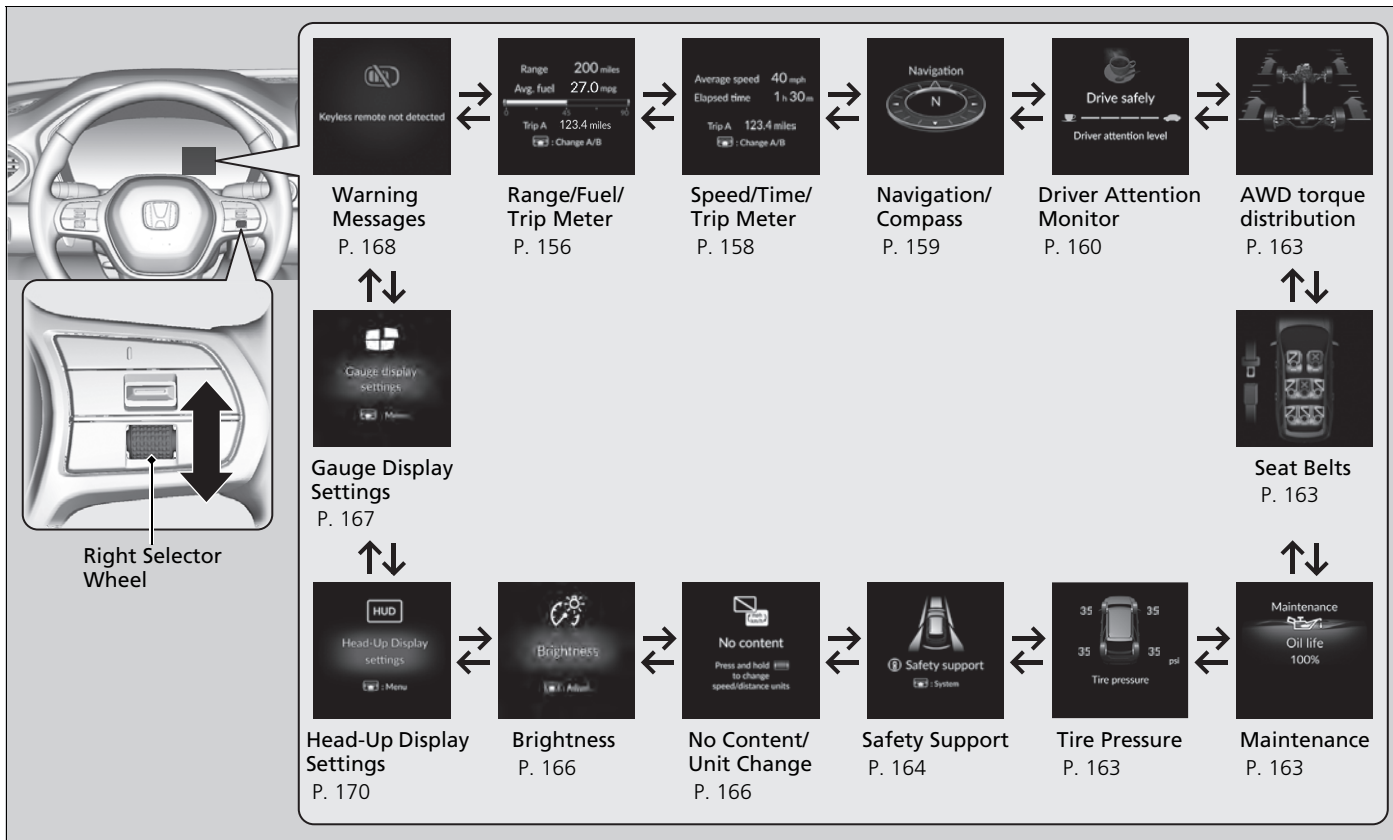 Keyless remote not detected
Warning
Messages
P. 168
Range 200 miles
Avg. fuel 27.0 mpg
0 45 90
Trip A 123.4 miles
: Change A/B
Range/Fuel/
Trip Meter
P. 156
Average speed 40 mph
Elapsed time 1 h 30 m
Trip A 123.4 miles
: Change A/B
Speed/Time/
Trip Meter
P. 158
Navigation
N
Navigation/
Compass
P. 159
Drive safely
Driver attention level
Driver Attention
Monitor
P. 160
AWD torque
distribution
P. 163
Gauge display
settings
Gauge Display
Settings
P. 167
Seat Belts
P. 163
Right Selector
Wheel
HUD
Head-Up Display
settings
: Menu
Head-Up Display
Settings
P. 170
Brightness
Brightness
P. 166
No content
Press and hold
to change
speed/distance units
No Content/
Unit Change
P. 166
Safety support
: System
Safety Support
P. 164
35 35
35 35
psi
Tire pressure
Tire Pressure
P. 163
Maintenance
Oil life
100%
Maintenance
P. 163